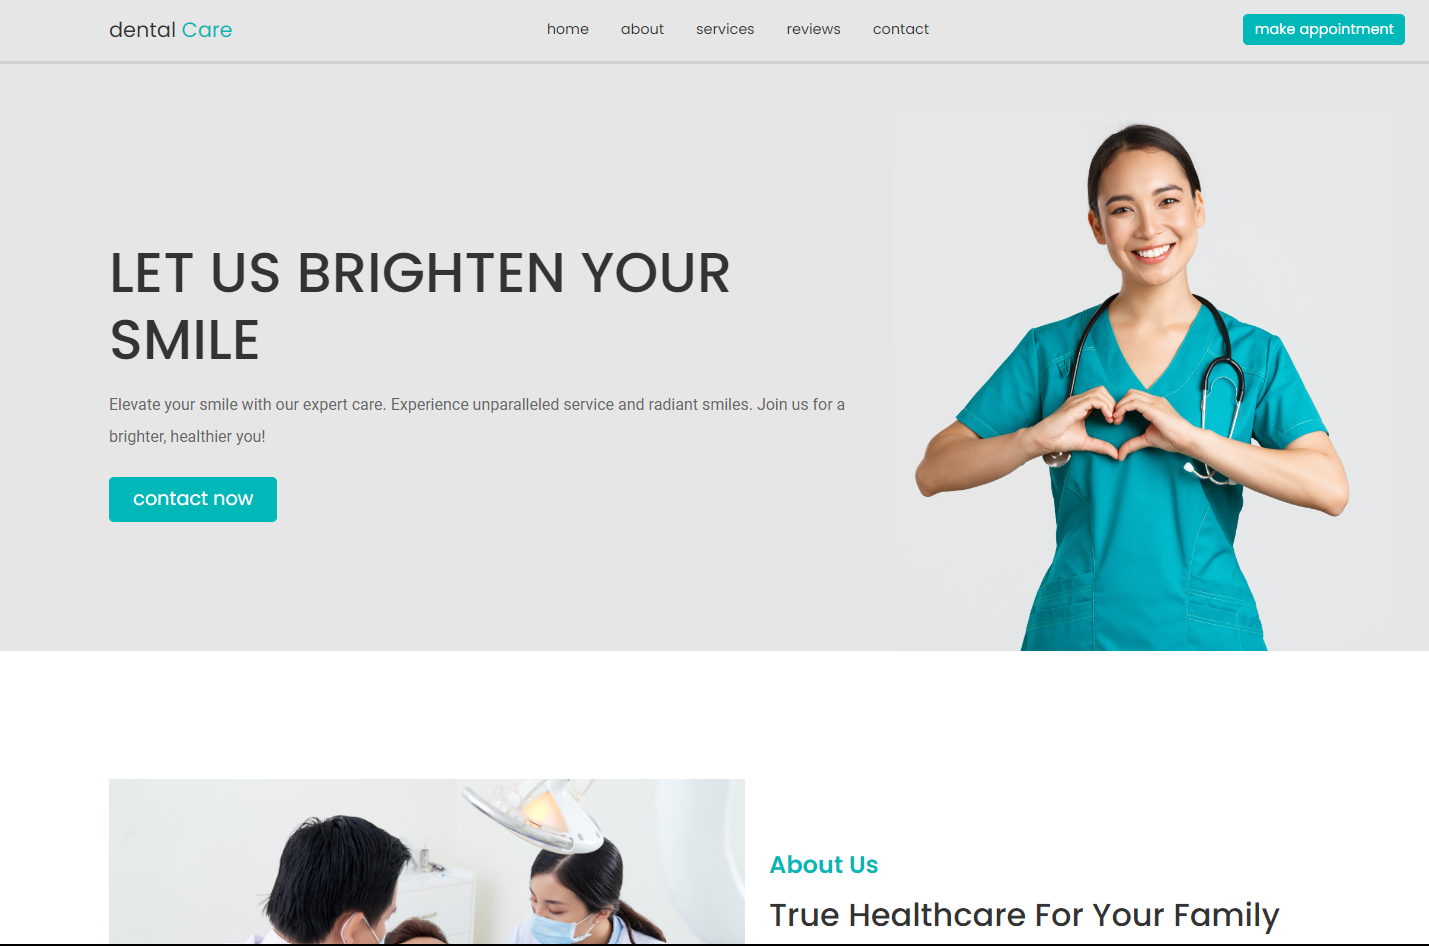 dental Care
home about services reviews contact
make appointment
LET US BRIGHTEN YOUR
SMILE
Elevate your smile with our expert care. Experience unparalleled service and radiant smiles. Join us for a
brighter, healthier you!
contact now
About Us
True Healthcare For Your Family